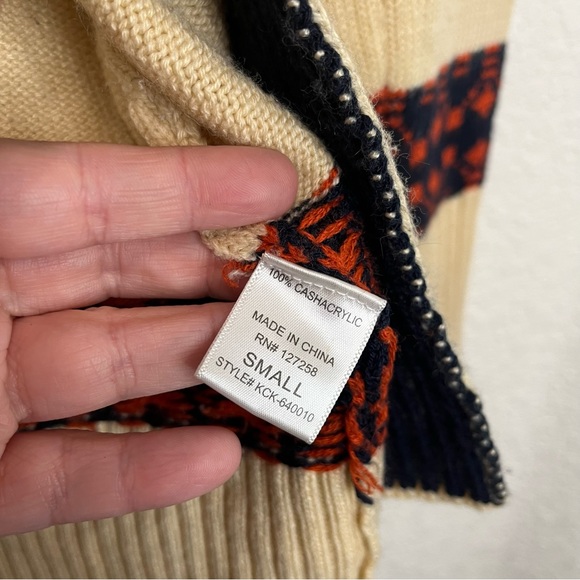 100% CASHACRYLIC
MADE IN CHINA
RN# 127258
SMALL
STYLE# KCK-640010